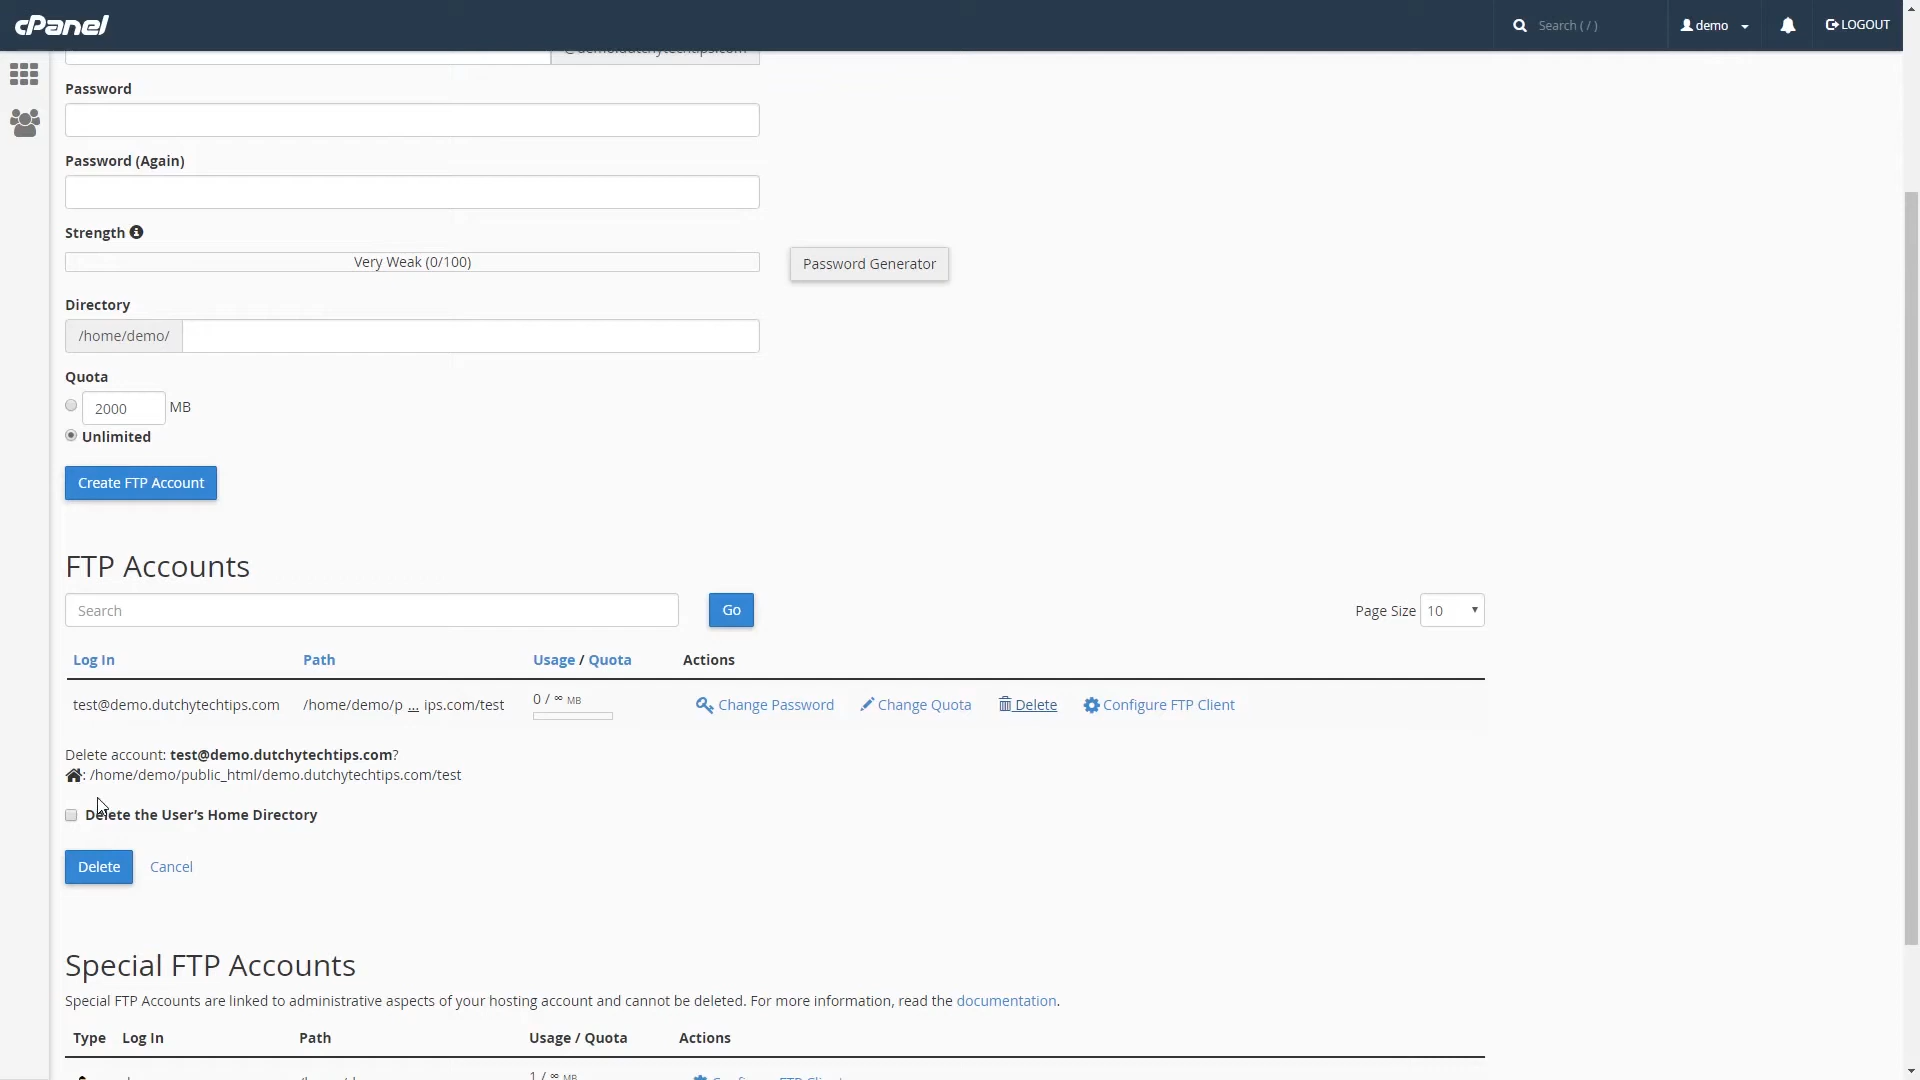 cPanel
Search ( / )
demo
LOGOUT
Password
Password (Again)
Strength
Very Weak (0/100)
Password Generator
Directory
/home/demo/
Quota
2000 MB
Unlimited
Create FTP Account
FTP Accounts
Search
Go
Page Size 10
Log In Path Usage / Quota Actions
test@demo.dutchytechtips.com /home/demo/p ... ips.com/test 0 / ∞ MB Change Password Change Quota Delete Configure FTP Client
Delete account: test@demo.dutchytechtips.com?
: /home/demo/public_html/demo.dutchytechtips.com/test
Delete the User's Home Directory
Delete Cancel
Special FTP Accounts
Special FTP Accounts are linked to administrative aspects of your hosting account and cannot be deleted. For more information, read the documentation.
Type Log In Path Usage / Quota Actions
1 / ∞ MB